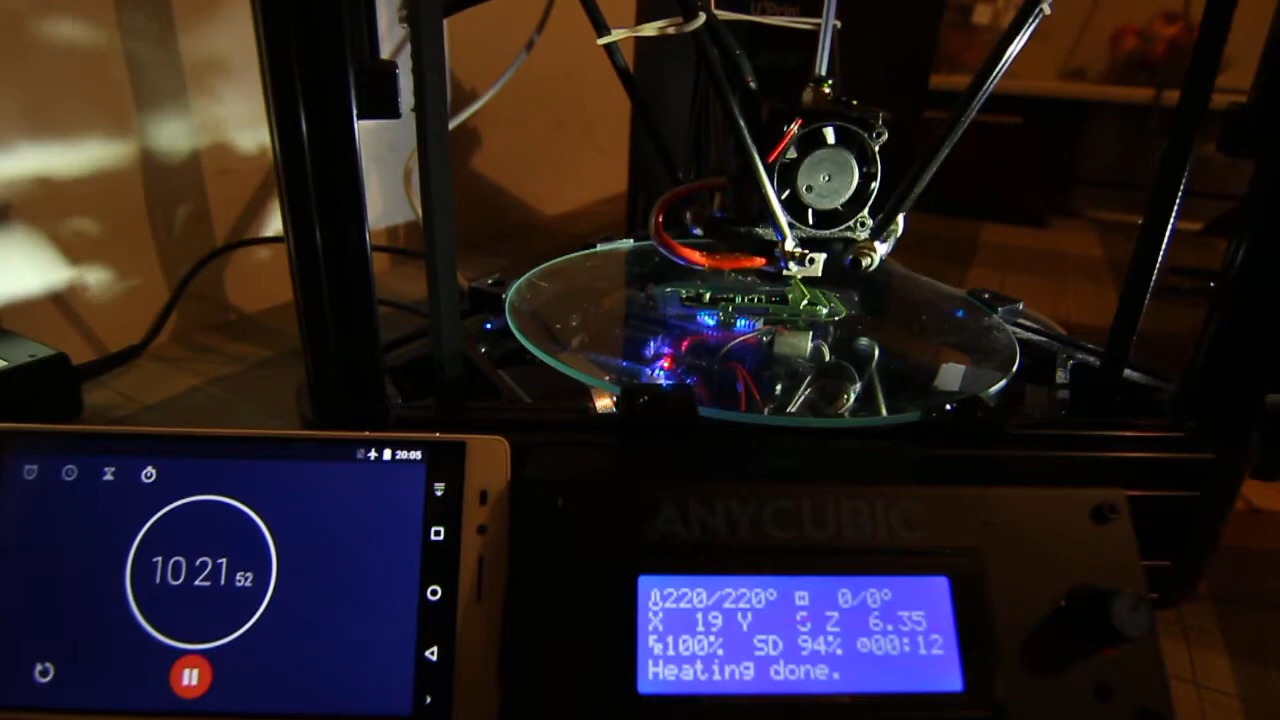 20:05
10 21 52
ANYCUBIC
220/220° 0/0°
X 19 Y Z 6.35
100% SD 94% 00:12
Heating done.